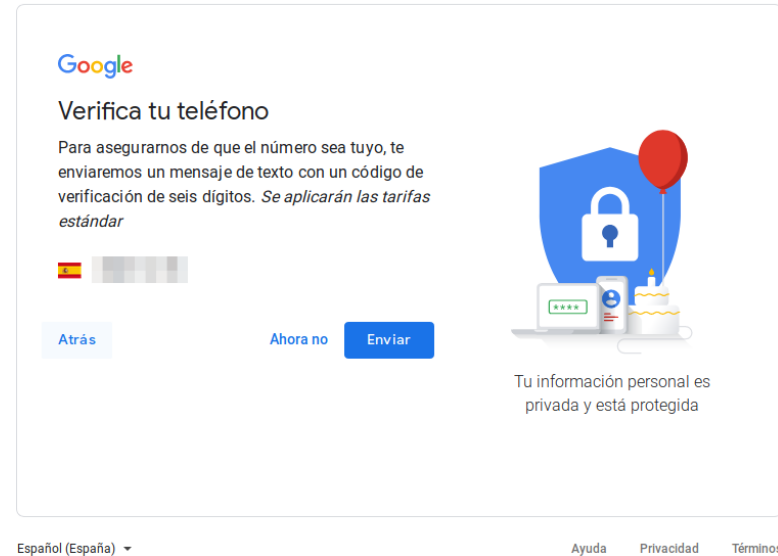 Google
Verifica tu teléfono
Para asegurarnos de que el número sea tuyo, te
enviaremos un mensaje de texto con un código de
verificación de seis dígitos. Se aplicarán las tarifas
estándar
Atrás
Ahora no
Enviar
****
Tu información personal es
privada y está protegida
Español (España)
Ayuda
Privacidad
Términos